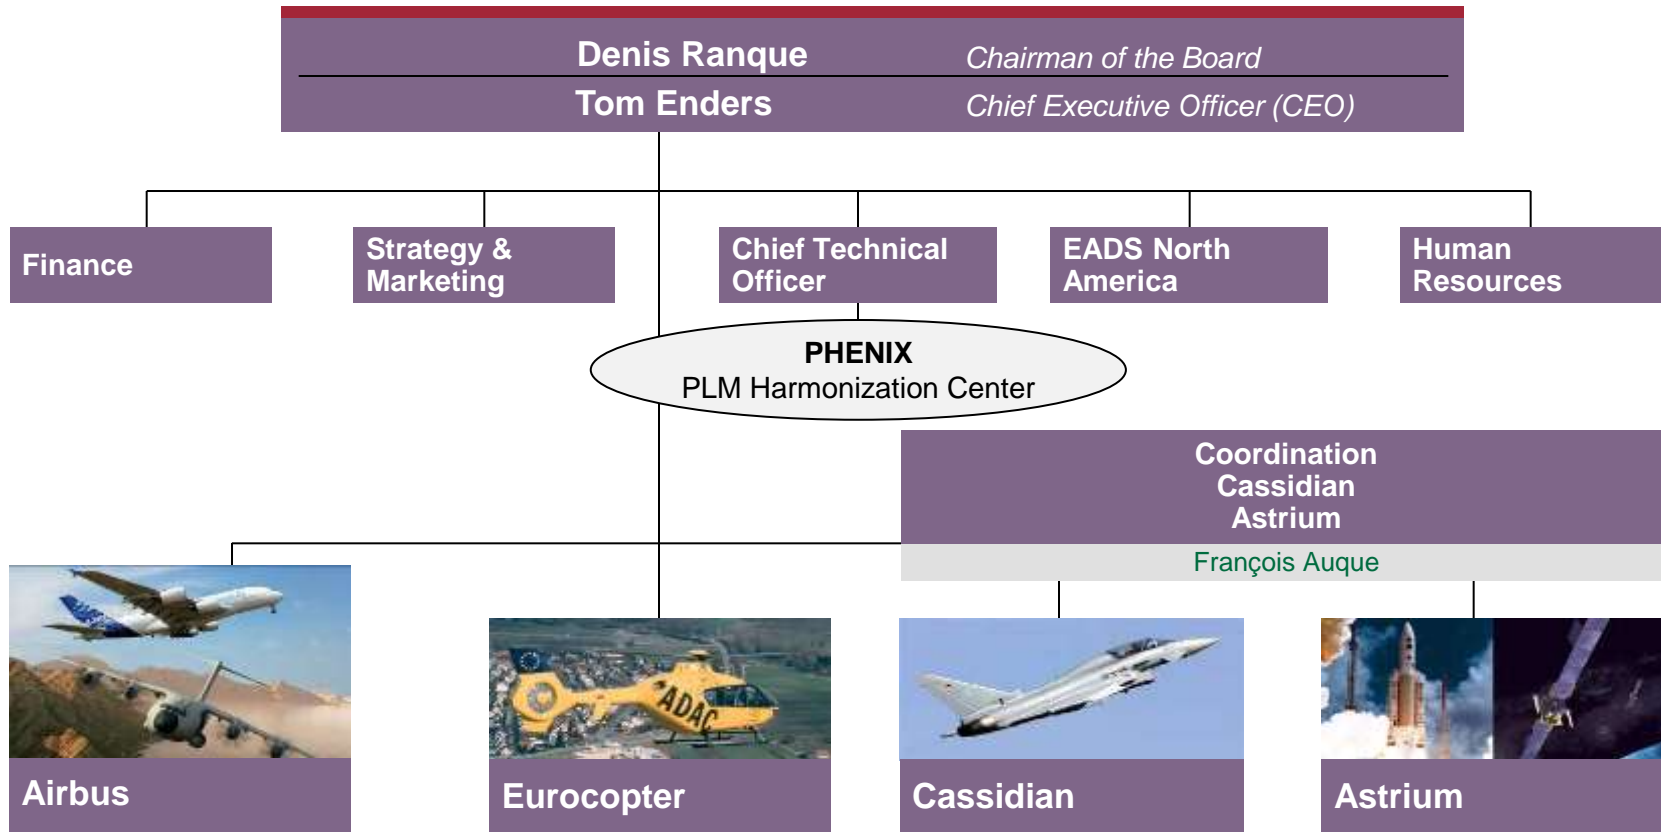 Denis Ranque Chairman of the Board
Tom Enders Chief Executive Officer (CEO)
Finance
Strategy &
Marketing
Chief Technical
Officer
EADS North
America
Human
Resources
PHENIX
PLM Harmonization Center
Coordination
Cassidian
Astrium
François Auque
ADAC
Airbus
Eurocopter
Cassidian
Astrium